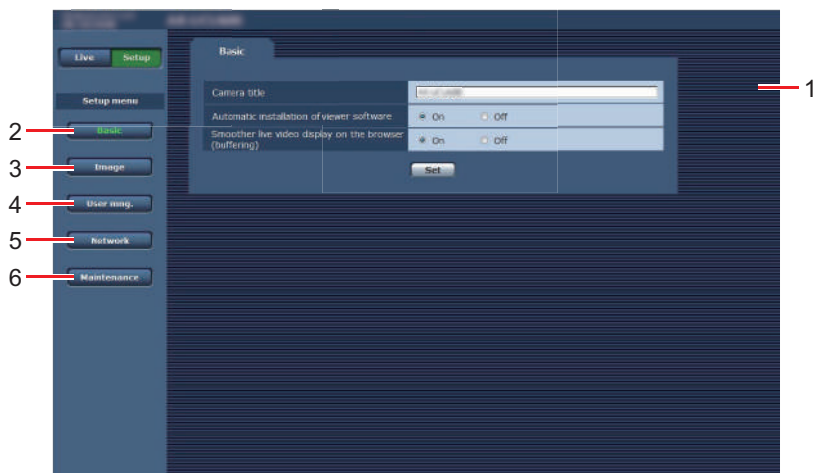 Live Setup
Basic
Camera title
Automatic installation of viewer software On Off
Smoother live video display on the browser
(buffering) On Off
Set
Setup menu
Basic
Image
User mng.
Network
Maintenance
1
2
3
4
5
6